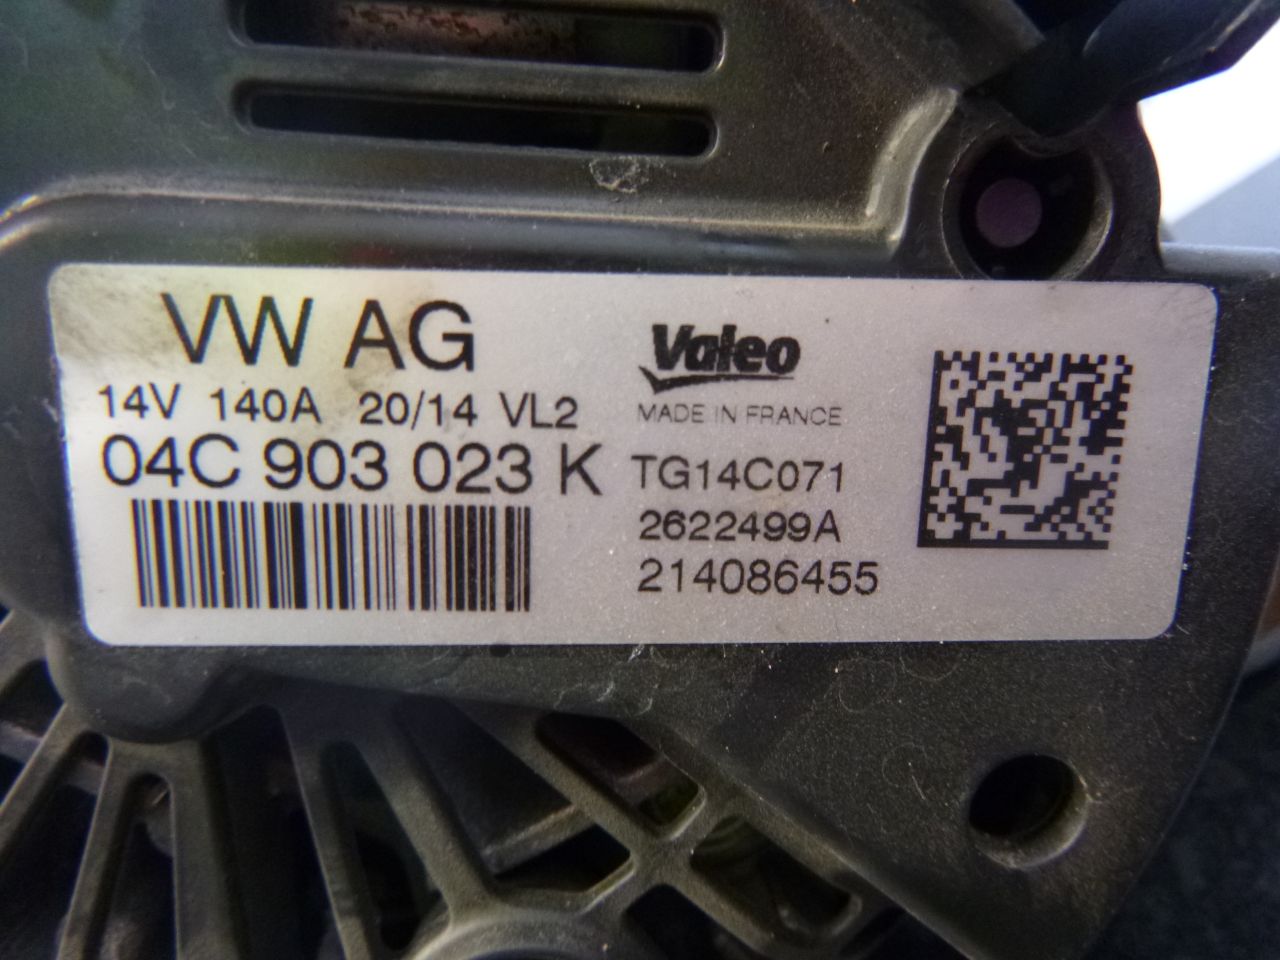 VW AG
14V 140A 20/14 VL2
04C 903 023 K
Valeo
MADE IN FRANCE
TG14C071
2622499A
214086455